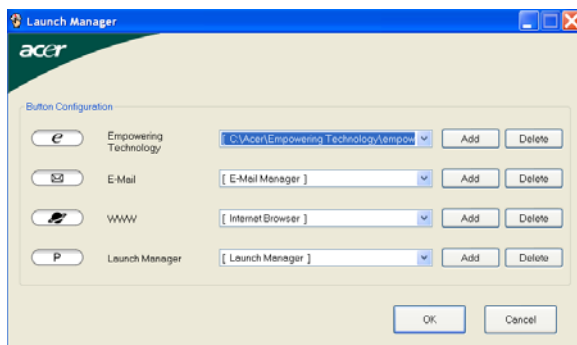 Launch Manager
acer
Button Configuration
e Empowering Technology [ C:\Acer\Empowering Technology\empow Add Delete
E-Mail [ E-Mail Manager ] Add Delete
WWW [ Internet Browser ] Add Delete
P Launch Manager [ Launch Manager ] Add Delete
OK Cancel